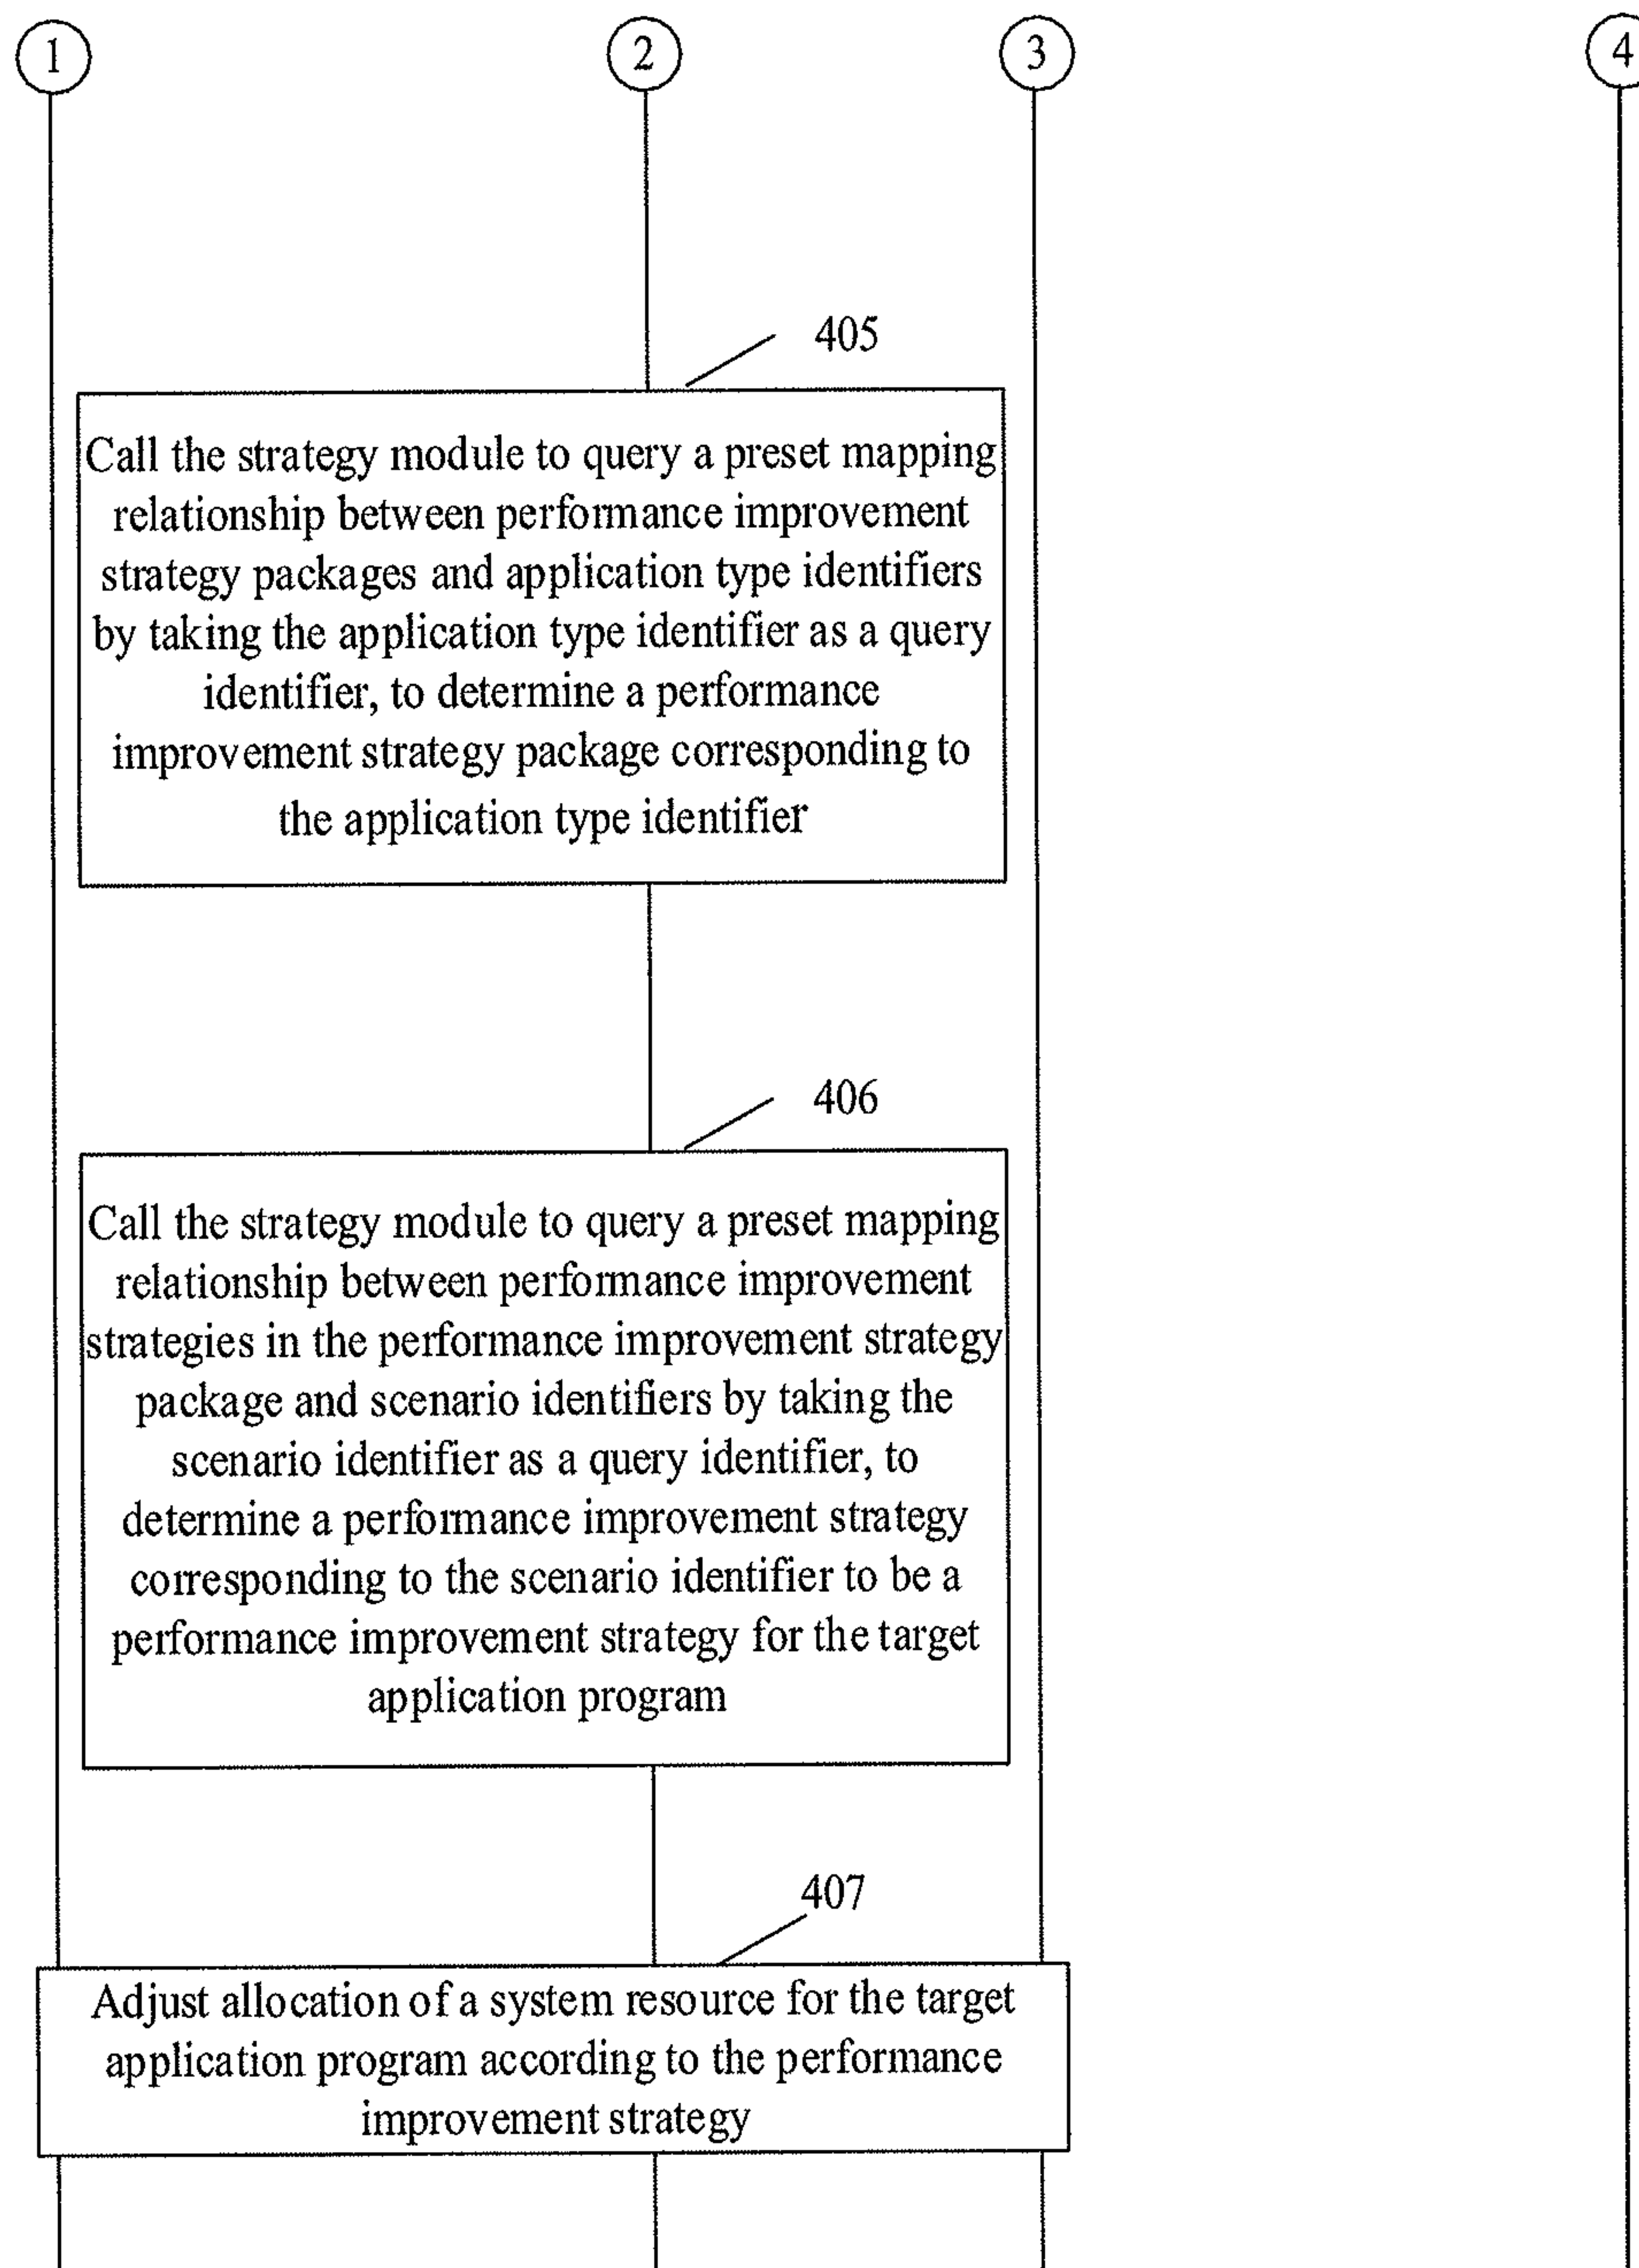 1
2
3
4
405
Call the strategy module to query a preset mapping
relationship between performance improvement
strategy packages and application type identifiers
by taking the application type identifier as a query
identifier, to determine a performance
improvement strategy package corresponding to
the application type identifier
406
Call the strategy module to query a preset mapping
relationship between performance improvement
strategies in the performance improvement strategy
package and scenario identifiers by taking the
scenario identifier as a query identifier, to
determine a performance improvement strategy
corresponding to the scenario identifier to be a
performance improvement strategy for the target
application program
407
Adjust allocation of a system resource for the target
application program according to the performance
improvement strategy